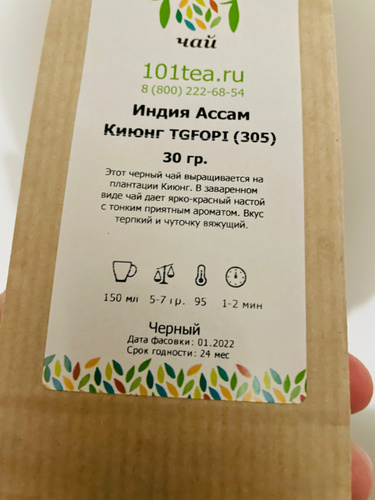 чай
101tea.ru
8 (800) 222-68-54
Индия Ассам
Киюнг TGFOPI (305)
30 гр.
Этот черный чай выращивается на
плантации Киюнг. В заваренном
виде чай дает ярко-красный настой
с тонким приятным ароматом. Вкус
терпкий и чуточку вяжущий.
150 мл 5-7 гр. 95 1-2 мин
Черный
Дата фасовки: 01.2022
Срок годности: 24 мес